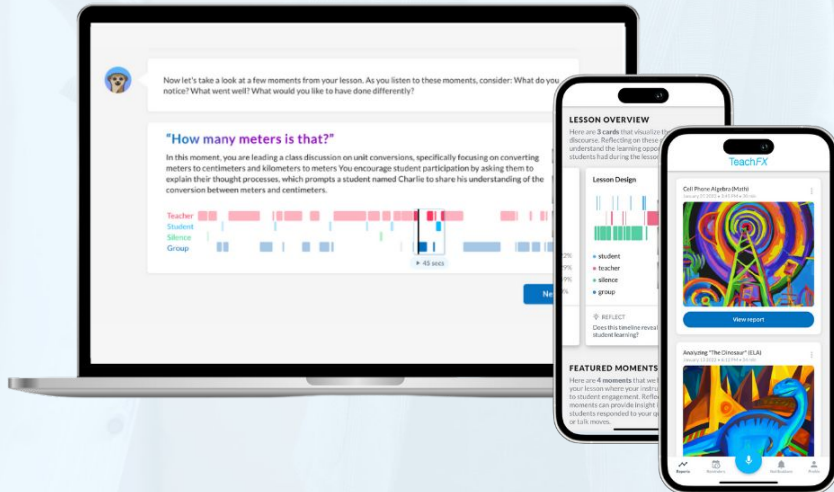 Now let's take a look at a few moments from your lesson. As you listen to these moments, consider: What do you
notice? What went well? What would you like to have done differently?
"How many meters is that?"
In this moment, you are leading a class discussion on unit conversions, specifically focusing on converting
meters to centimeters and kilometers to meters You encourage student participation by asking them to
explain their thought processes, which prompts a student named Charlie to share his understanding of the
conversion between meters and centimeters.
Teacher
Student
Silence
Group
45 secs
Ne
LESSON OVERVIEW
Here are 3 cards that visualize the
discourse. Reflecting on these
understand the learning oppo
students had during the lesso
Lesson Design
student
teacher
silence
group
REFLECT
Does this timeline reveal
student learning?
FEATURED MOMENTS
Here are 4 moments that we
your lesson where your instru
to student engagement. Refle
moments can provide insight
students responded to your q
or talk moves.
TeachFX
Cell Phone Algebra (Math)
View report
Analyzing "The Dinosaur" (ELA)
Reports
Reminders
Notifications
Profile